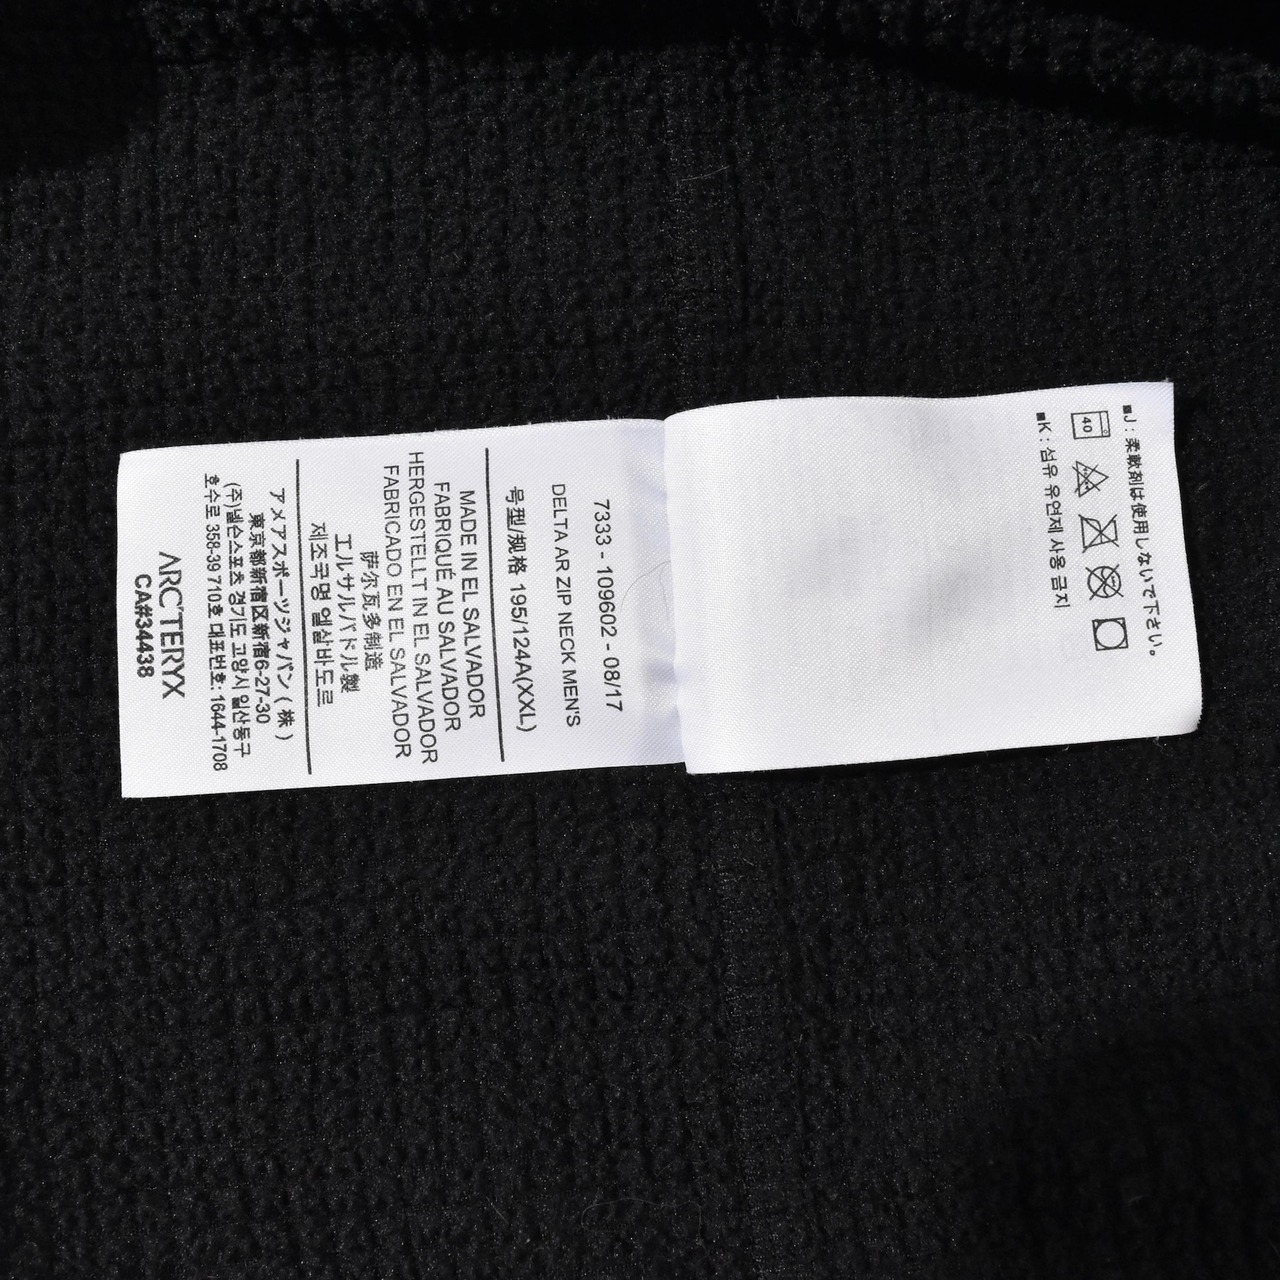 ■J : 柔軟剤は使用しないで下さい。
40
■K : 섬유 유연제 사용 금지
7333 - 109602 - 08/17
DELTA AR ZIP NECK MEN'S
号型/规格 195/124A(XXL)
MADE IN EL SALVADOR
FABRIQUÉ AU SALVADOR
HERGESTELLT IN EL SALVADOR
FABRICADO EN EL SALVADOR
萨尔瓦多制造
エルサルバドル製
제조국명 엘살바도르
アメアスポーツジャパン ( 株 )
東京都新宿区新宿6-27-30
(주)넬슨스포츠 경기도 고양시 일산동구
호수로 358-39 710호 대표번호: 1644-1708
ARC'TERYX
CA#34438